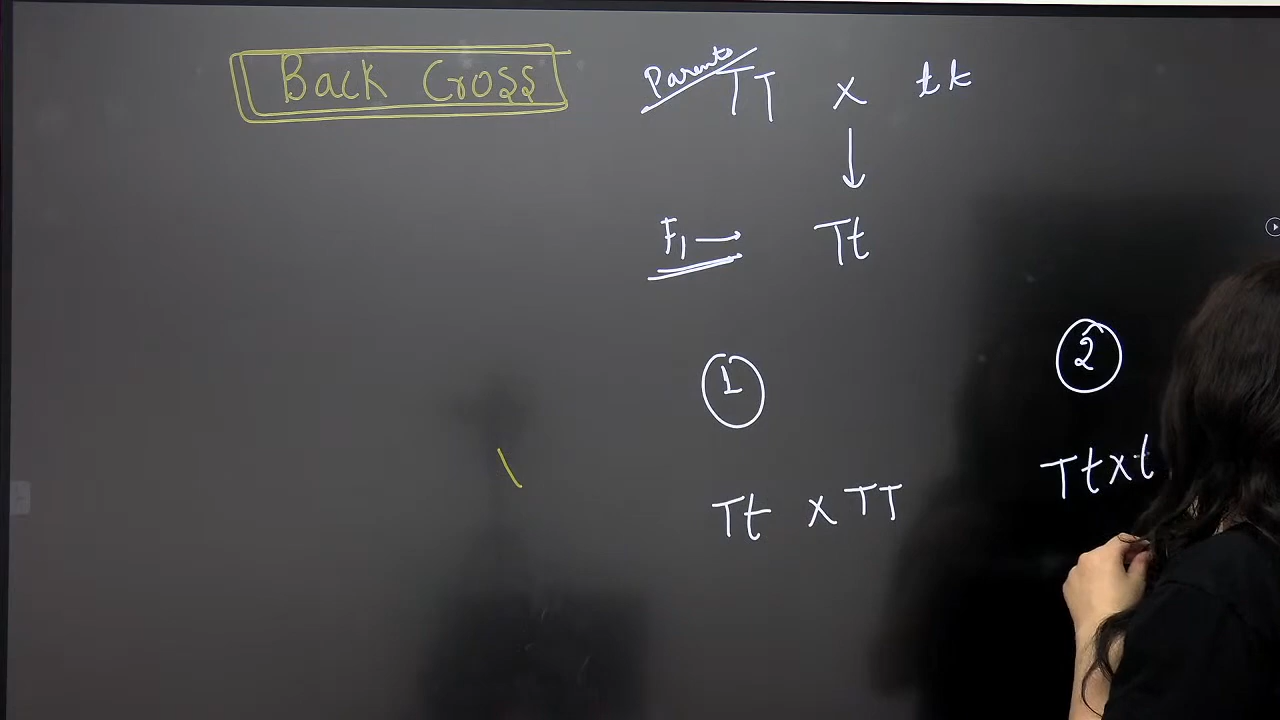 Back Cross
Parents TT x tt
F1 → Tt
1
2
Tt x TT
Tt x t